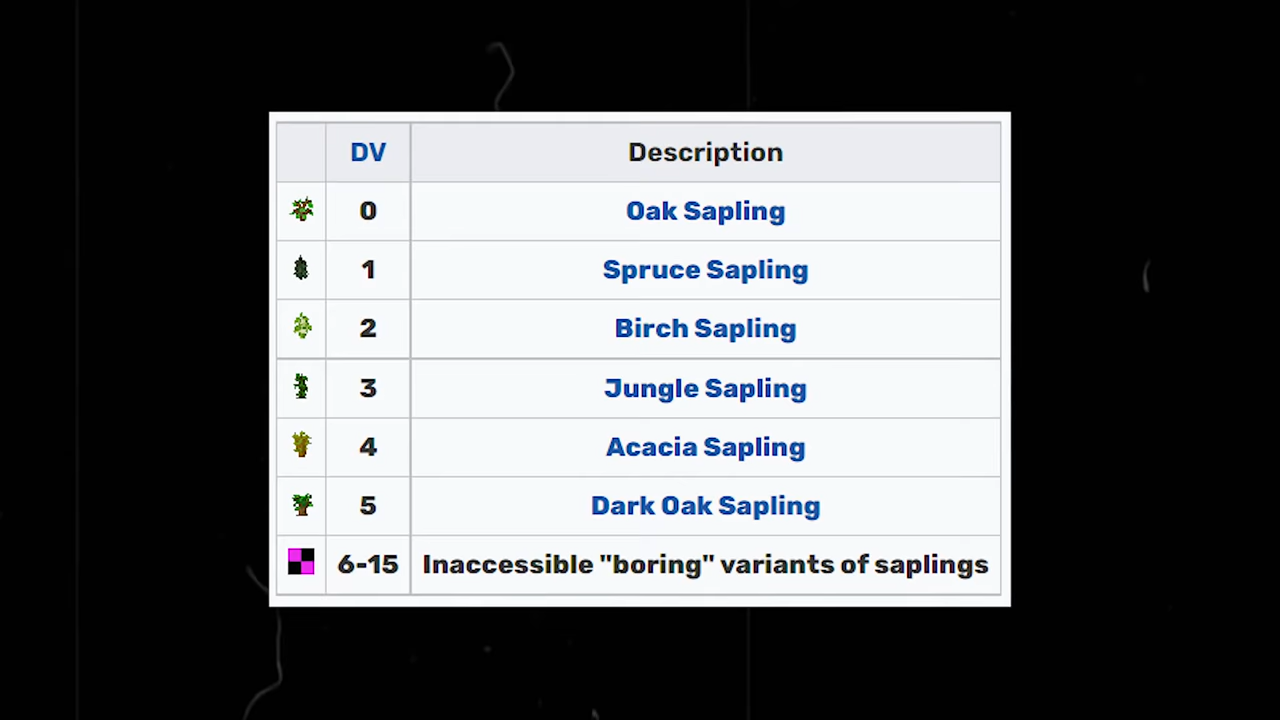 DV Description
0 Oak Sapling
1 Spruce Sapling
2 Birch Sapling
3 Jungle Sapling
4 Acacia Sapling
5 Dark Oak Sapling
6-15 Inaccessible "boring" variants of saplings